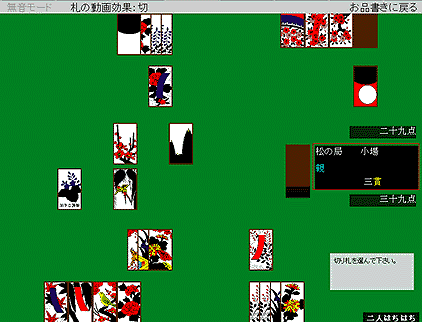 無音モード 札の動画効果:切 お品書きに戻る
二十九点
松の局 小場
親
三貫
三十九点
切り札を選んで下さい。
二人はちはち